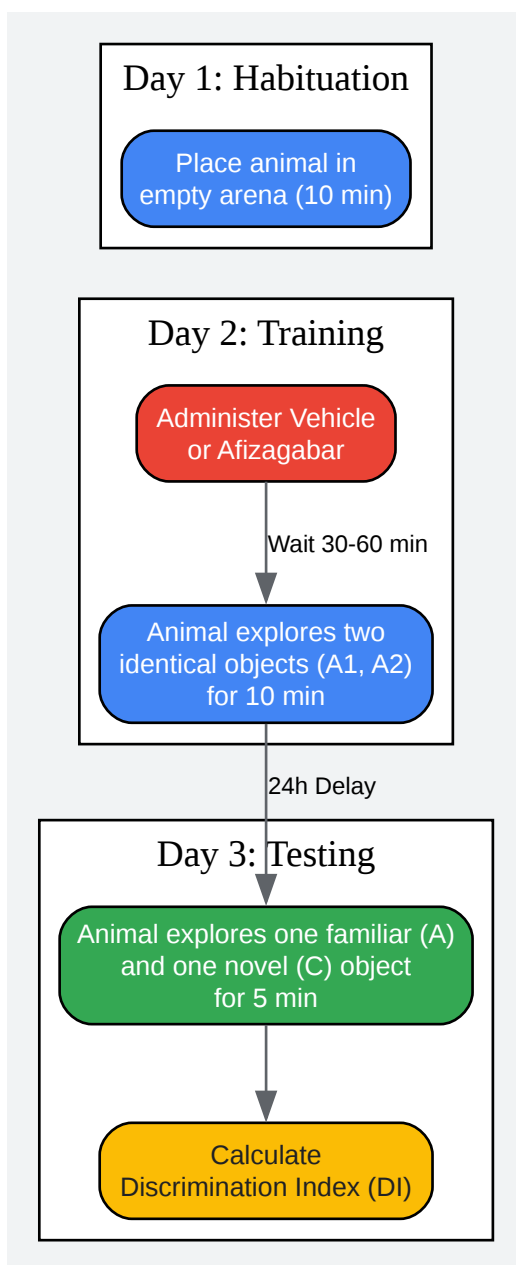 Day 1: Habituation
Place animal in
empty arena (10 min)
Day 2: Training
Administer Vehicle
or Afizagabar
Wait 30-60 min
Animal explores two
identical objects (A1, A2)
for 10 min
24h Delay
Day 3: Testing
Animal explores one familiar (A)
and one novel (C) object
for 5 min
Calculate
Discrimination Index (DI)